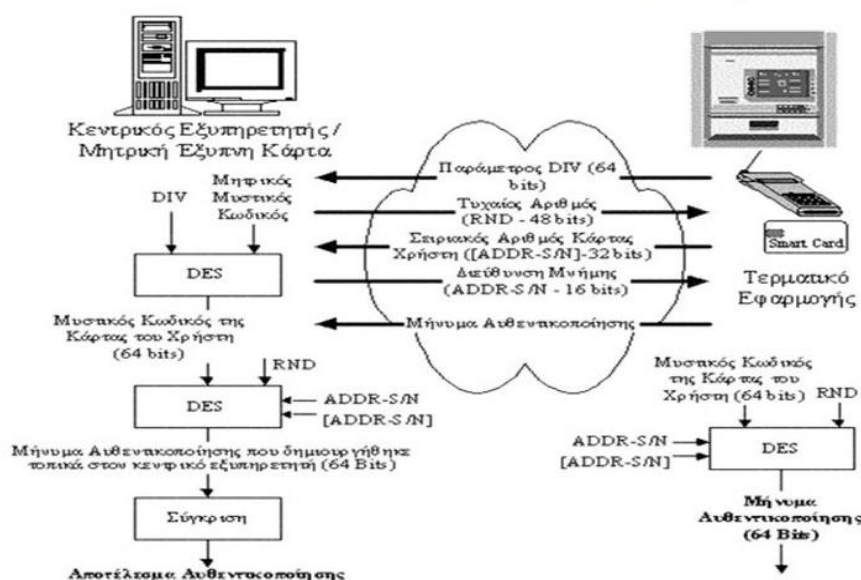 Κεντρικός Εξυπηρετητής /
Μητρική Έξυπνη Κάρτα
DIV
Μητρικός
Μυστικός
Κωδικός
DES
Μυστικός Κωδικός της
Κάρτας του Χρήστη
(64 bits)
RND
DES
ADDR-S/N
[ADDR-S/N]
Μήνυμα Αυθεντικοποίησης που δημιουργήθηκε
τοπικά στον κεντρικό εξυπηρετητή (64 Bits)
Σύγκριση
Αποτέλεσμα Αυθεντικοποίησης
Παράμετρος DIV (64
bits)
Τυχαίος Αριθμός
(RND - 48 bits)
Σειριακός Αριθμός Κάρτας
Χρήστη ([ADDR-S/N]-32 bits)
Διεύθυνση Μνήμης
(ADDR-S/N - 16 bits)
Μήνυμα Αυθεντικοποίησης
Smart Card
Τερματικό
Εφαρμογής
Μυστικός Κωδικός
της Κάρτας του
Χρήστη (64 bits)
RND
ADDR-S/N
[ADDR-S/N]
DES
Μήνυμα
Αυθεντικοποίησης
(64 Bits)